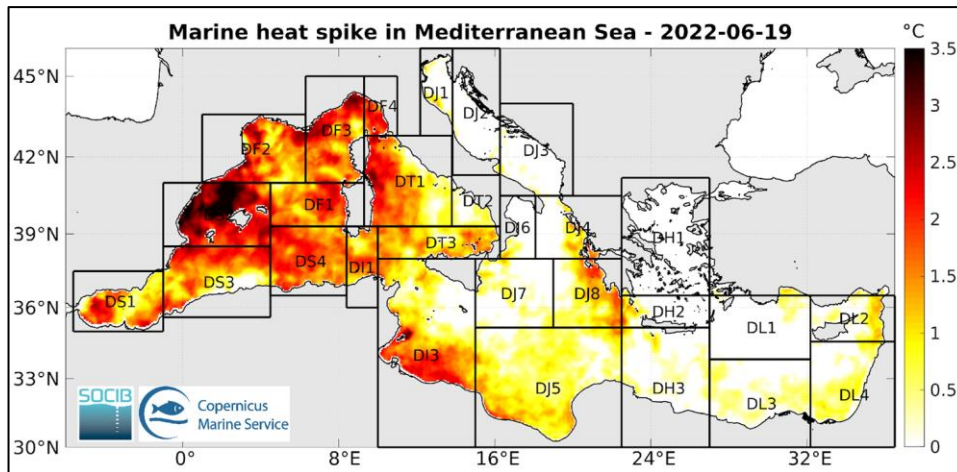 Marine heat spike in Mediterranean Sea - 2022-06-19
°C
45°N
42°N
39°N
36°N
33°N
30°N
0
8°E
16°E
24°E
32°E
3.5
3
2.5
2
1.5
1
0.5
0
DJ1
DF4
DJ2
DF3
DF2
DJ3
DT1
DF1
DT2
DJ6
DJ4
DH1
DT3
DS4
DI1
DS3
DJ7
DJ8
DS1
DH2
DL2
DL1
DI3
DJ5
DH3
DL3
DL4
SOCIB
Copernicus
Marine Service